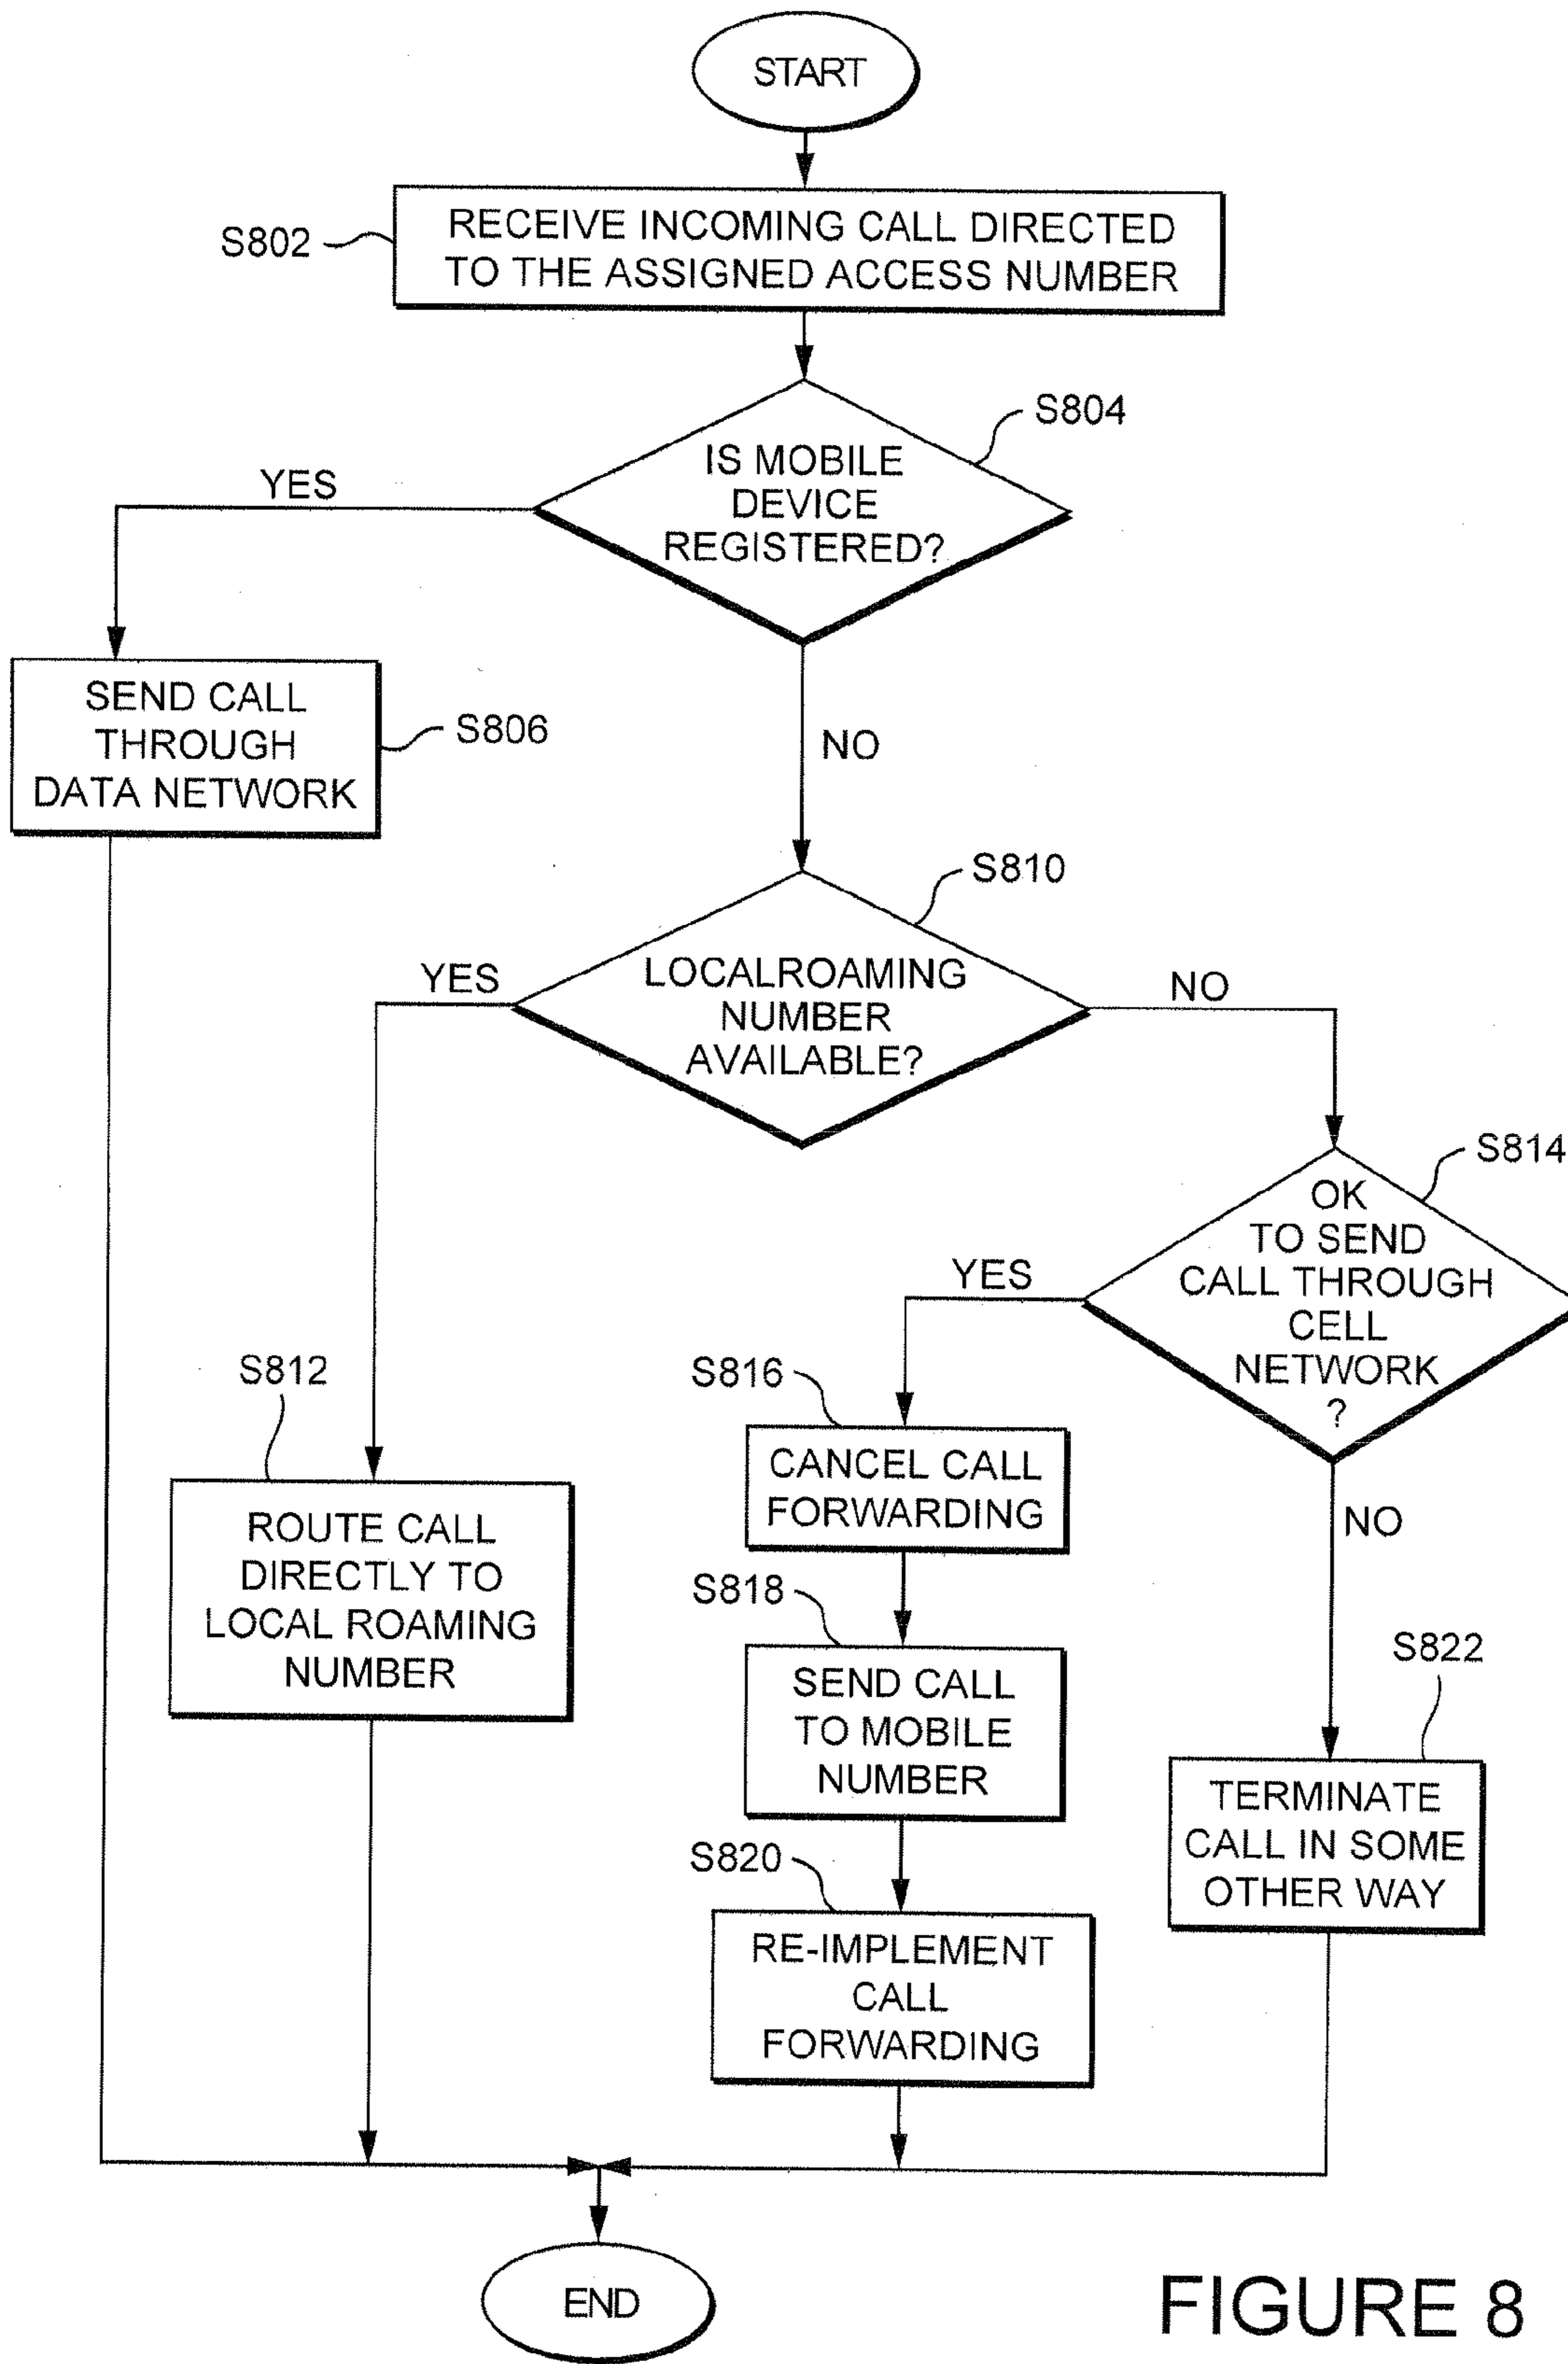 START
S802
RECEIVE INCOMING CALL DIRECTED
TO THE ASSIGNED ACCESS NUMBER
S804
IS MOBILE
DEVICE
REGISTERED?
YES
NO
SEND CALL
THROUGH
DATA NETWORK
S806
S810
LOCALROAMING
NUMBER
AVAILABLE?
YES
NO
S814
OK
TO SEND
CALL THROUGH
CELL
NETWORK
?
YES
NO
S812
ROUTE CALL
DIRECTLY TO
LOCAL ROAMING
NUMBER
S816
CANCEL CALL
FORWARDING
S818
SEND CALL
TO MOBILE
NUMBER
S822
TERMINATE
CALL IN SOME
OTHER WAY
S820
RE-IMPLEMENT
CALL
FORWARDING
END
FIGURE 8